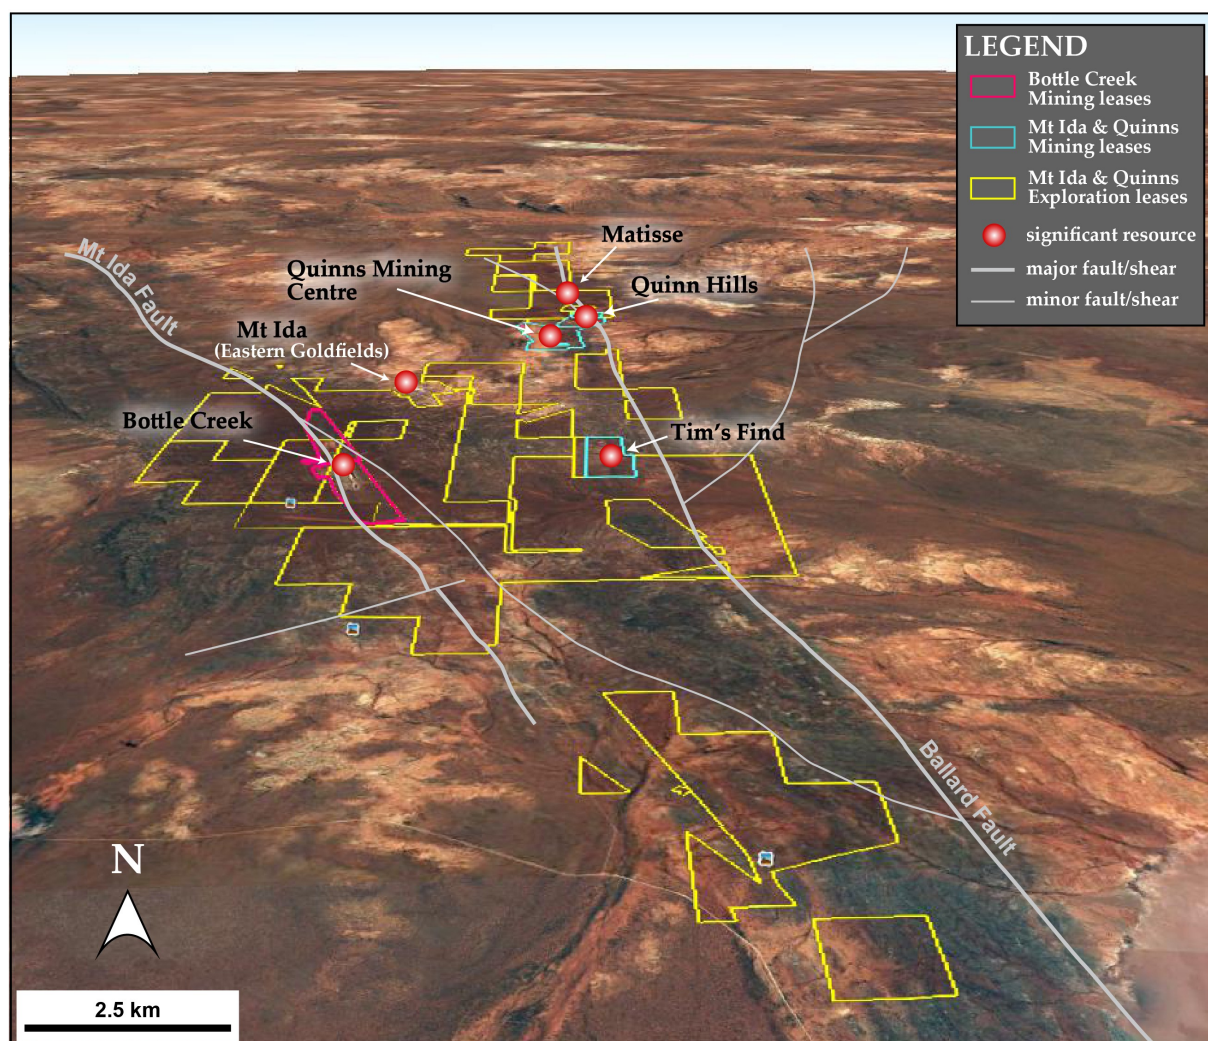 LEGEND
Bottle Creek
Mining leases
Mt Ida & Quinns
Mining leases
Mt Ida & Quinns
Exploration leases
significant resource
major fault/shear
minor fault/shear
Matisse
Quinns Mining
Centre
Quinn Hills
Mt Ida Fault
Mt Ida
(Eastern Goldfields)
Bottle Creek
Tim's Find
Ballard Fault
N
2.5 km